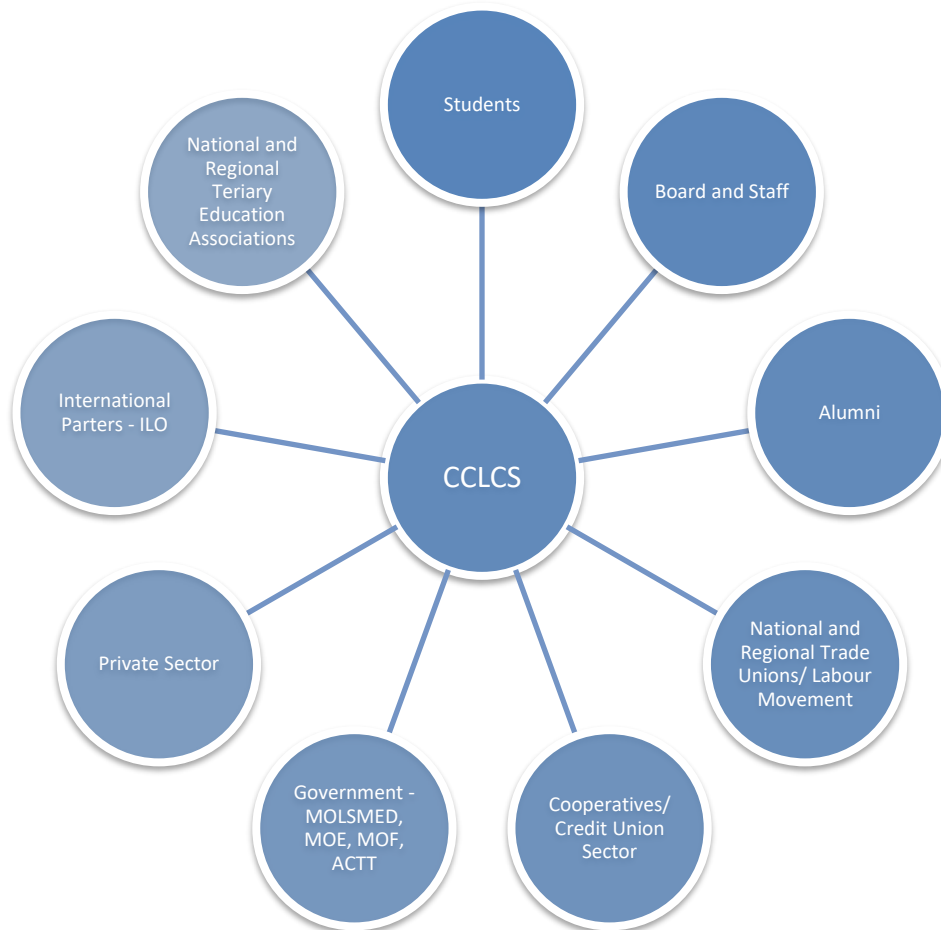 Students
Board and Staff
Alumni
National and
Regional Trade
Unions/ Labour
Movement
Cooperatives/
Credit Union
Sector
Government -
MOLSMED,
MOE, MOF,
ACTT
Private Sector
International
Parters - ILO
National and
Regional
Teriary
Education
Associations
CCLCS